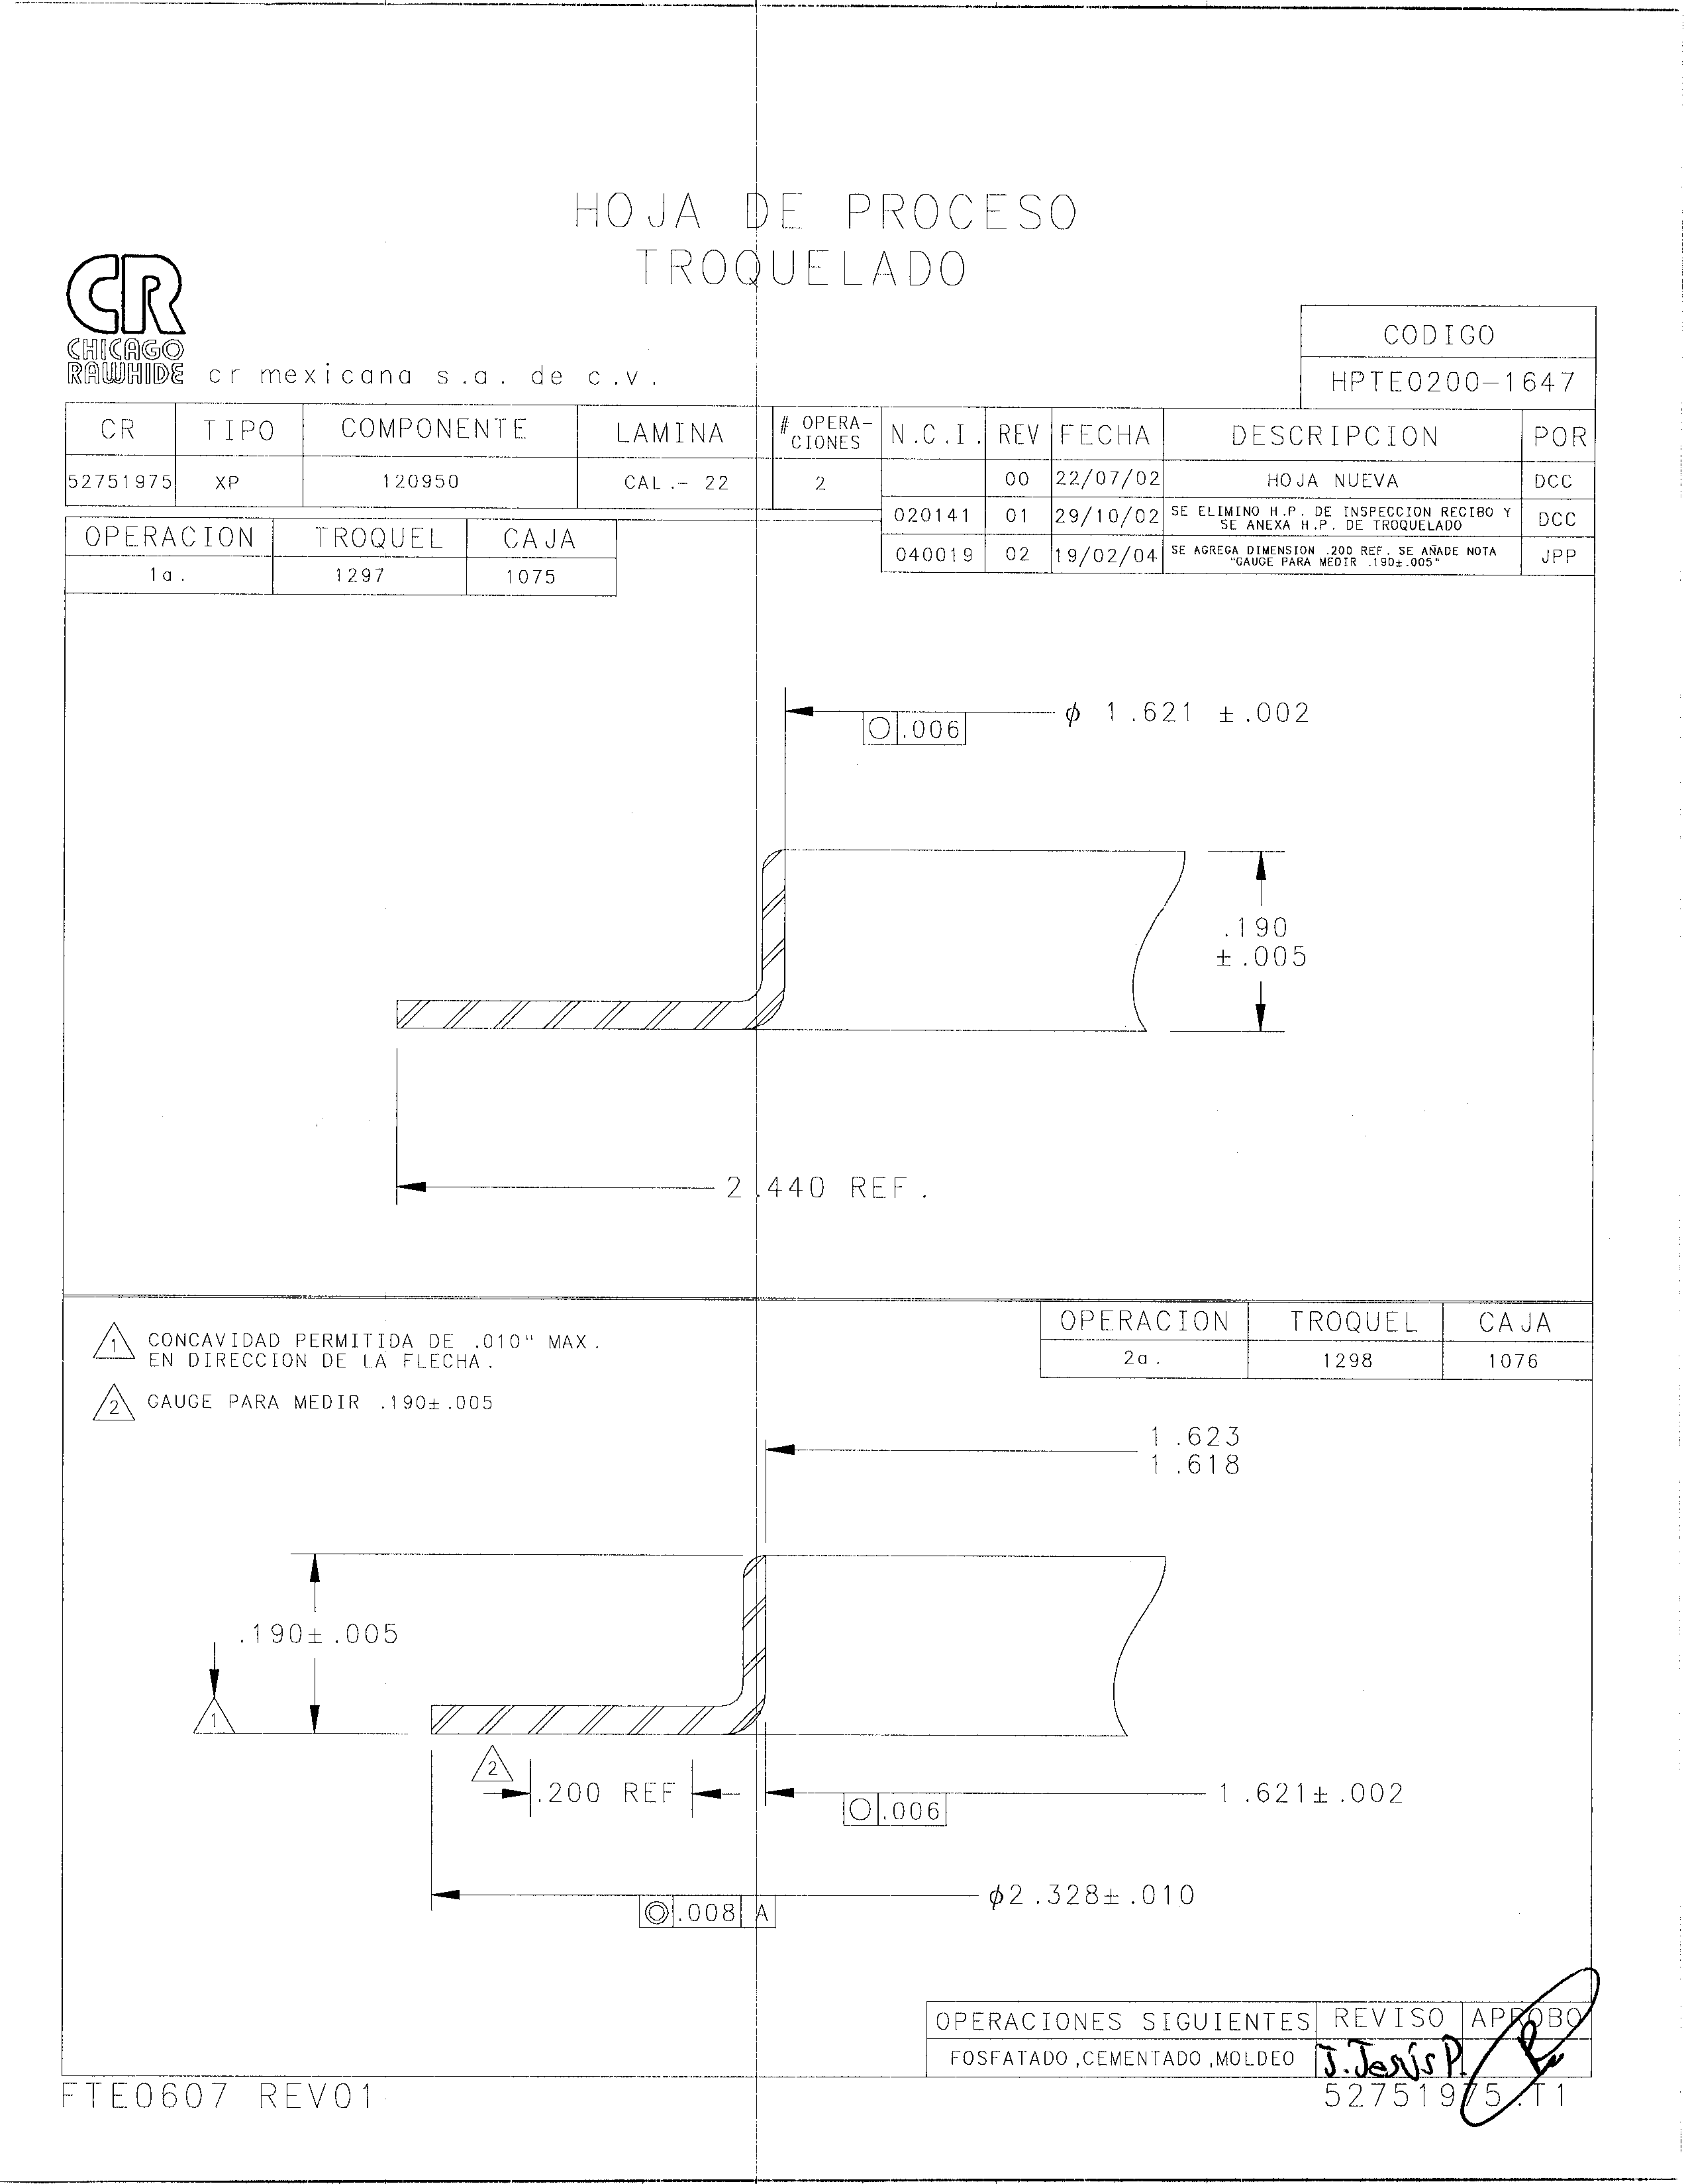 HOJA DE PROCESO
TROQUELADO
CR
CHICAGO
RAWHIDE
cr mexicana s.a. de c.v.
CODIGO
HPTE0200-1647
CR TIPO COMPONENTE LAMINA # OPERA-CIONES
52751975 XP 120950 CAL.- 22 2
N.C.I. REV FECHA DESCRIPCION POR
00 22/07/02 HOJA NUEVA DCC
020141 01 29/10/02 SE ELIMINO H.P. DE INSPECCION RECIBO Y
SE ANEXA H.P. DE TROQUELADO DCC
040019 02 19/02/04 SE AGREGA DIMENSION .200 REF. SE AÑADE NOTA
"GAUGE PARA MEDIR .190±.005" JPP
OPERACION TROQUEL CAJA
1a. 1297 1075
ϕ 1.621 ±.002
○ .006
.190
±.005
2.440 REF.
OPERACION TROQUEL CAJA
2a. 1298 1076
1 CONCAVIDAD PERMITIDA DE .010" MAX.
EN DIRECCION DE LA FLECHA.
2 GAUGE PARA MEDIR .190±.005
1.623
1.618
.190±.005
1
2
.200 REF
1.621±.002
○ .006
ϕ2.328±.010
◎ .008 A
OPERACIONES SIGUIENTES REVISO APROBO
FOSFATADO,CEMENTADO,MOLDEO J. Jesús P.
FTE0607 REV01
52751975.T1